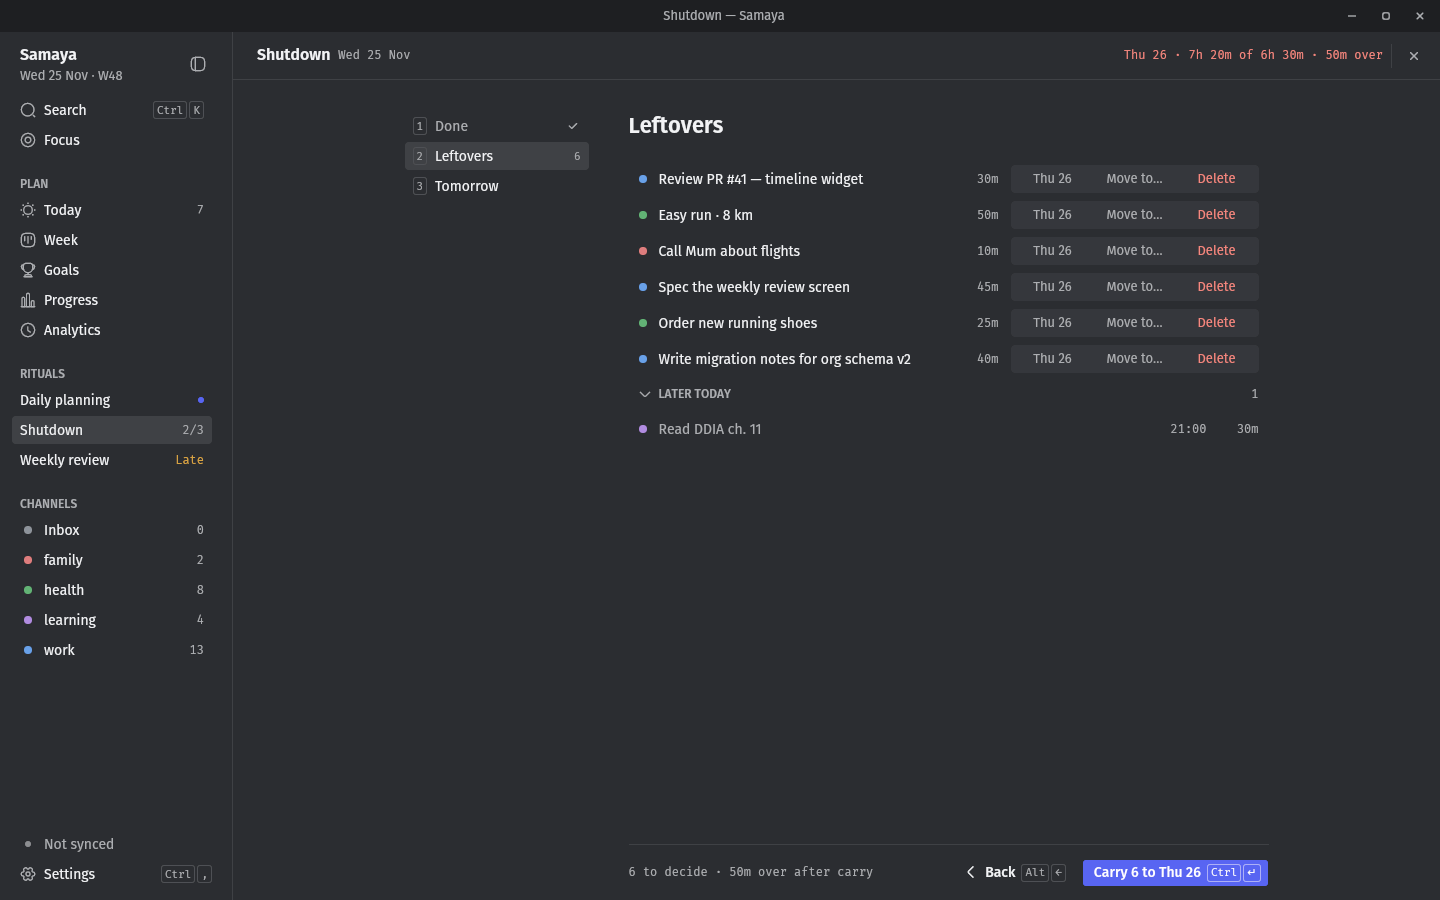 Shutdown — Samaya
Samaya
Wed 25 Nov · W48
Search Ctrl K
Focus
PLAN
Today 7
Week
Goals
Progress
Analytics
RITUALS
Daily planning
Shutdown 2/3
Weekly review Late
CHANNELS
Inbox 0
family 2
health 8
learning 4
work 13
Not synced
Settings Ctrl ,
Shutdown Wed 25 Nov
Thu 26 · 7h 20m of 6h 30m · 50m over
1 Done
2 Leftovers 6
3 Tomorrow
Leftovers
Review PR #41 — timeline widget 30m Thu 26 Move to... Delete
Easy run · 8 km 50m Thu 26 Move to... Delete
Call Mum about flights 10m Thu 26 Move to... Delete
Spec the weekly review screen 45m Thu 26 Move to... Delete
Order new running shoes 25m Thu 26 Move to... Delete
Write migration notes for org schema v2 40m Thu 26 Move to... Delete
LATER TODAY 1
Read DDIA ch. 11 21:00 30m
6 to decide · 50m over after carry
Back Alt ←
Carry 6 to Thu 26 Ctrl ↵